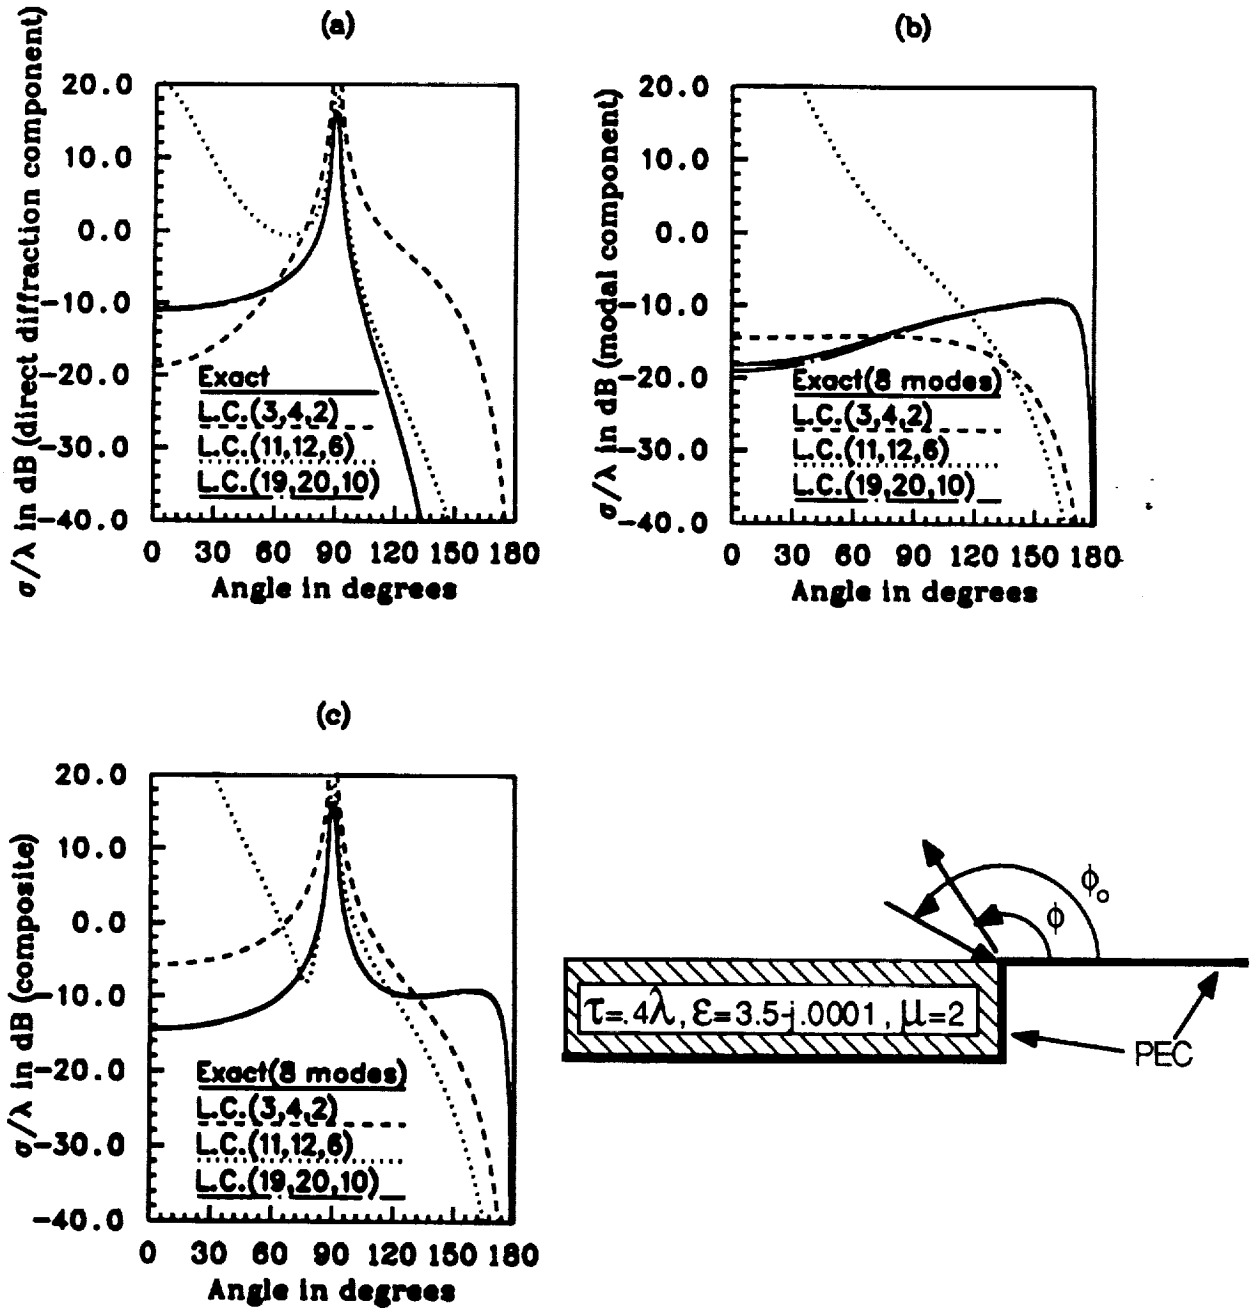 (a)
σ/λ in dB (direct diffraction component)
20.0
10.0
0.0
-10.0
-20.0
-30.0
-40.0
Exact
L.C.(3,4,2)
L.C.(11,12,6)
L.C.(19,20,10)
0 30 60 90 120 150 180
Angle in degrees
(b)
σ/λ in dB (modal component)
20.0
10.0
0.0
-10.0
-20.0
-30.0
-40.0
Exact(8 modes)
L.C.(3,4,2)
L.C.(11,12,6)
L.C.(19,20,10)
0 30 60 90 120 150 180
Angle in degrees
(c)
σ/λ in dB (composite)
20.0
10.0
0.0
-10.0
-20.0
-30.0
-40.0
Exact(8 modes)
L.C.(3,4,2)
L.C.(11,12,6)
L.C.(19,20,10)
0 30 60 90 120 150 180
Angle in degrees
ϕₒ
ϕ
τ=.4λ, ε=3.5-j.0001, μ=2
PEC